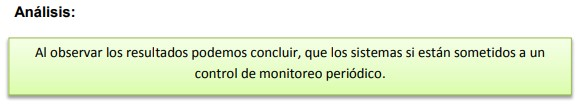 Análisis:
Al observar los resultados podemos concluir, que los sistemas si están sometidos a un
control de monitoreo periódico.